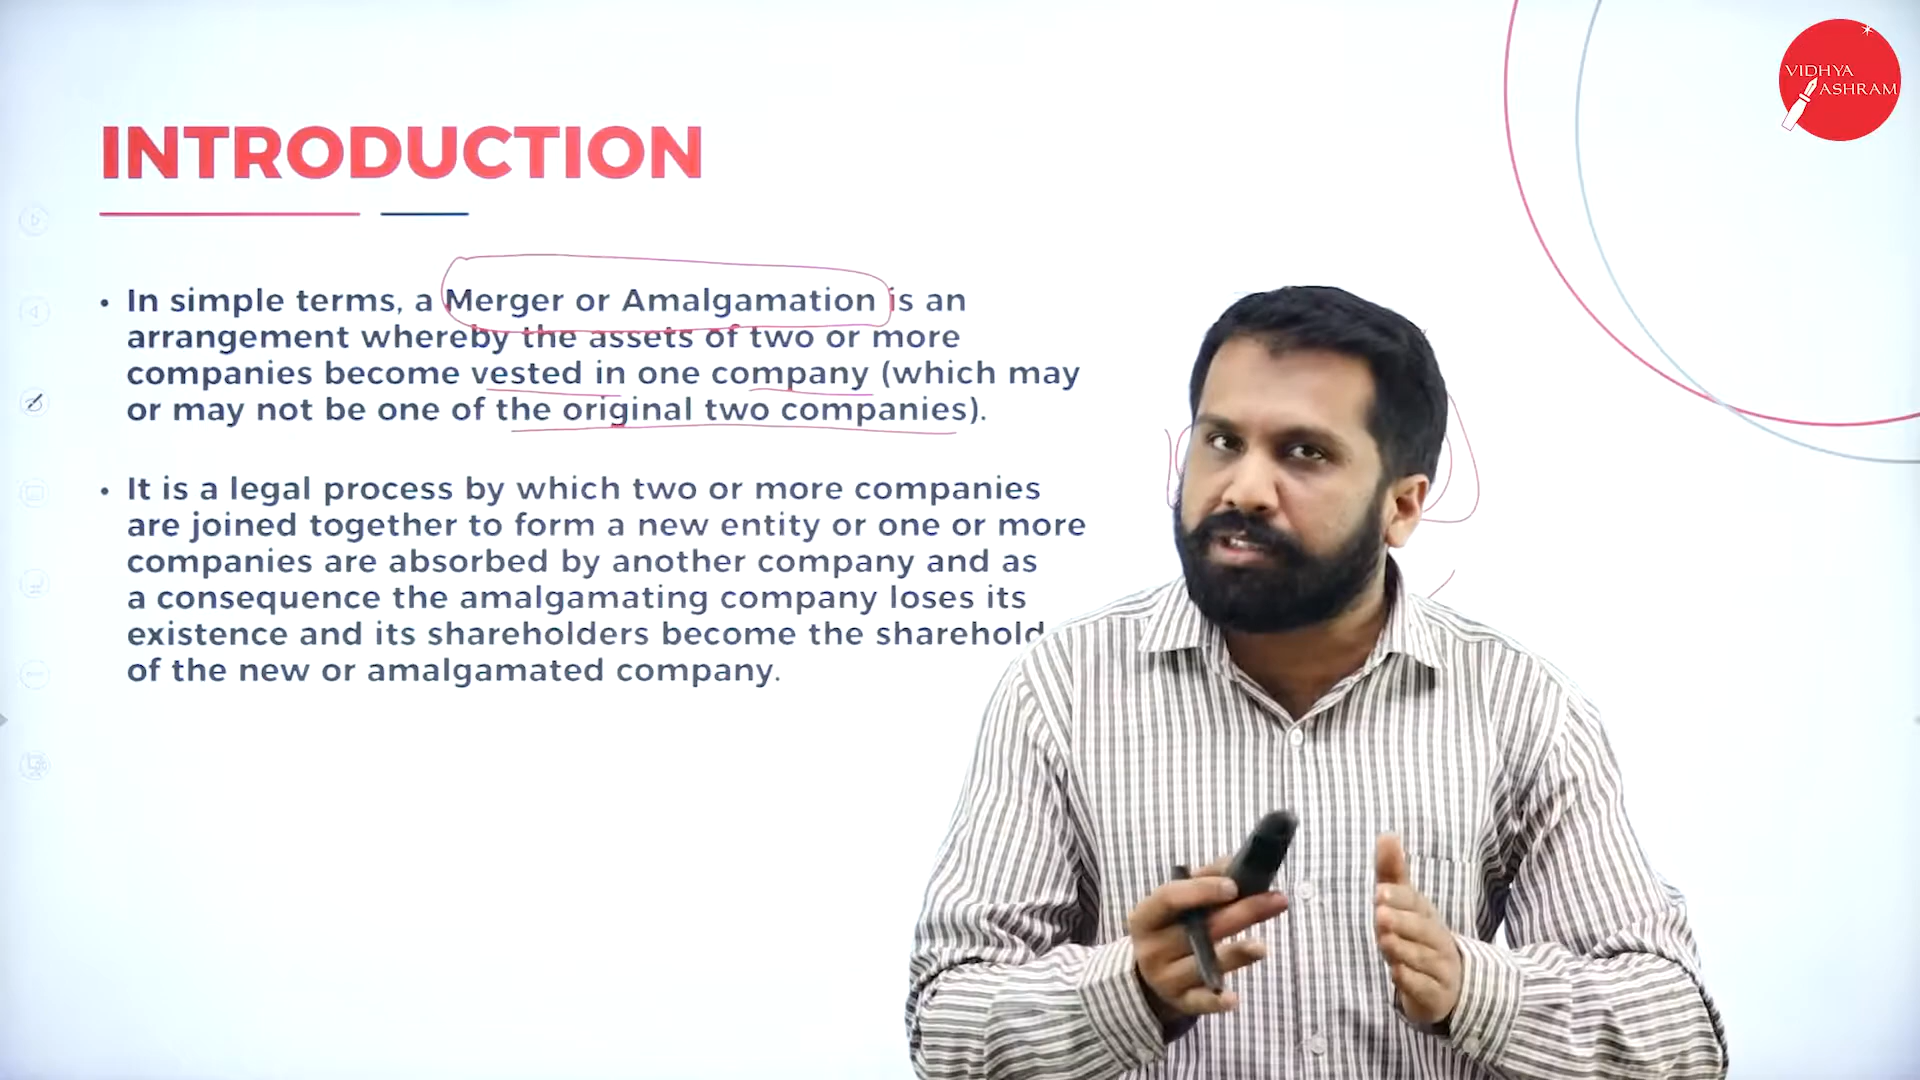 VIDHYA
ASHRAM
INTRODUCTION
• In simple terms, a Merger or Amalgamation is an
arrangement whereby the assets of two or more
companies become vested in one company (which may
or may not be one of the original two companies).
• It is a legal process by which two or more companies
are joined together to form a new entity or one or more
companies are absorbed by another company and as
a consequence the amalgamating company loses its
existence and its shareholders become the sharehold
of the new or amalgamated company.